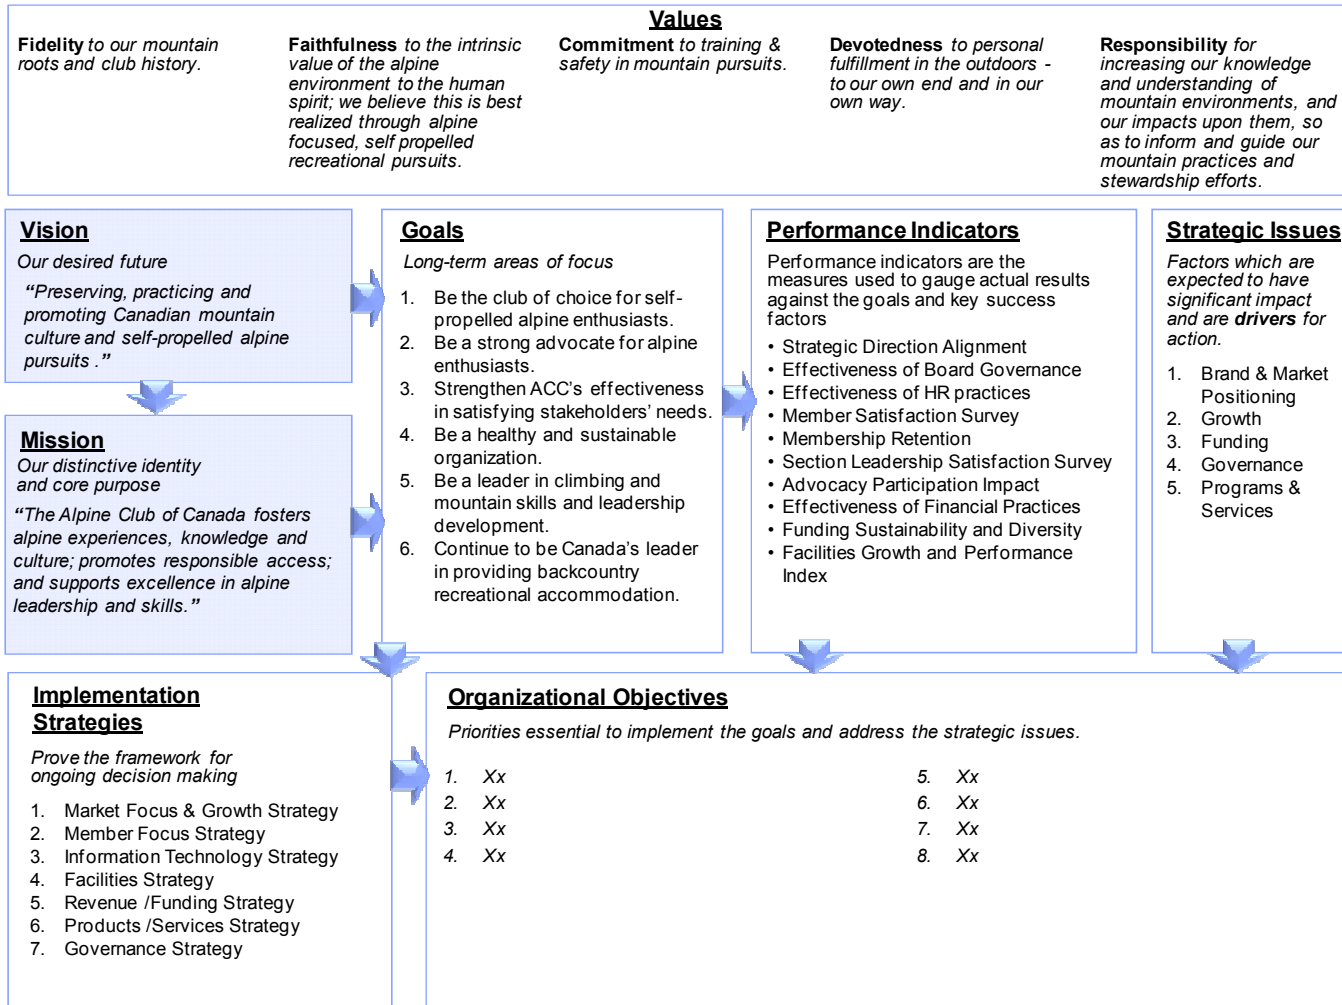 Values
Fidelity to our mountain
roots and club history.
Faithfulness to the intrinsic
value of the alpine
environment to the human
spirit; we believe this is best
realized through alpine
focused, self propelled
recreational pursuits.
Commitment to training &
safety in mountain pursuits.
Devotedness to personal
fulfillment in the outdoors -
to our own end and in our
own way.
Responsibility for
increasing our knowledge
and understanding of
mountain environments, and
our impacts upon them, so
as to inform and guide our
mountain practices and
stewardship efforts.
Vision
Our desired future
“Preserving, practicing and
promoting Canadian mountain
culture and self-propelled alpine
pursuits .”
Mission
Our distinctive identity
and core purpose
“The Alpine Club of Canada fosters
alpine experiences, knowledge and
culture; promotes responsible access;
and supports excellence in alpine
leadership and skills.”
Goals
Long-term areas of focus
1. Be the club of choice for self-
propelled alpine enthusiasts.
2. Be a strong advocate for alpine
enthusiasts.
3. Strengthen ACC’s effectiveness
in satisfying stakeholders’ needs.
4. Be a healthy and sustainable
organization.
5. Be a leader in climbing and
mountain skills and leadership
development.
6. Continue to be Canada’s leader
in providing backcountry
recreational accommodation.
Performance Indicators
Performance indicators are the
measures used to gauge actual results
against the goals and key success
factors
• Strategic Direction Alignment
• Effectiveness of Board Governance
• Effectiveness of HR practices
• Member Satisfaction Survey
• Membership Retention
• Section Leadership Satisfaction Survey
• Advocacy Participation Impact
• Effectiveness of Financial Practices
• Funding Sustainability and Diversity
• Facilities Growth and Performance
Index
Strategic Issues
Factors which are
expected to have
significant impact
and are drivers for
action.
1. Brand & Market
Positioning
2. Growth
3. Funding
4. Governance
5. Programs &
Services
Implementation
Strategies
Prove the framework for
ongoing decision making
1. Market Focus & Growth Strategy
2. Member Focus Strategy
3. Information Technology Strategy
4. Facilities Strategy
5. Revenue /Funding Strategy
6. Products /Services Strategy
7. Governance Strategy
Organizational Objectives
Priorities essential to implement the goals and address the strategic issues.
1. Xx
2. Xx
3. Xx
4. Xx
5. Xx
6. Xx
7. Xx
8. Xx